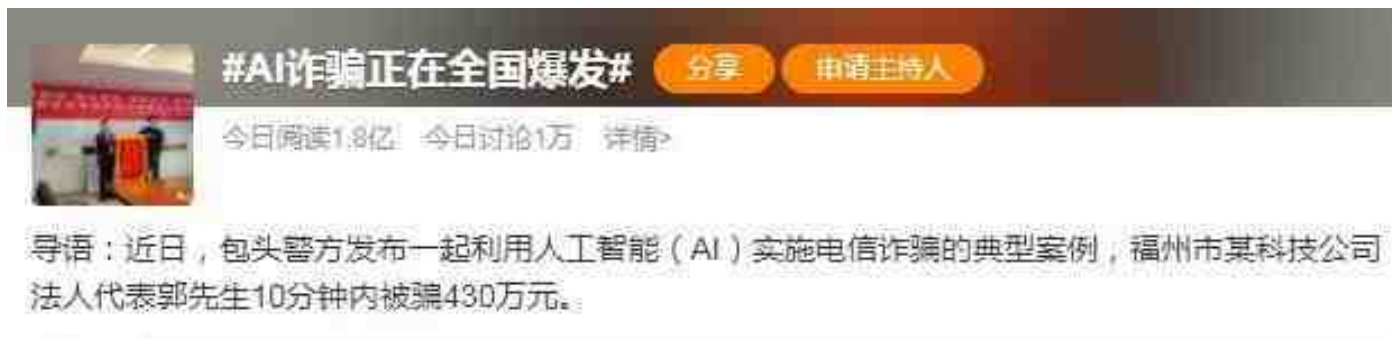 #AI诈骗正在全国爆发# 分享 申请主持人
今日阅读1.8亿 今日讨论1万 详情>
导语：近日，包头警方发布一起利用人工智能（AI）实施电信诈骗的典型案例，福州市某科技公司
法人代表郭先生10分钟内被骗430万元。